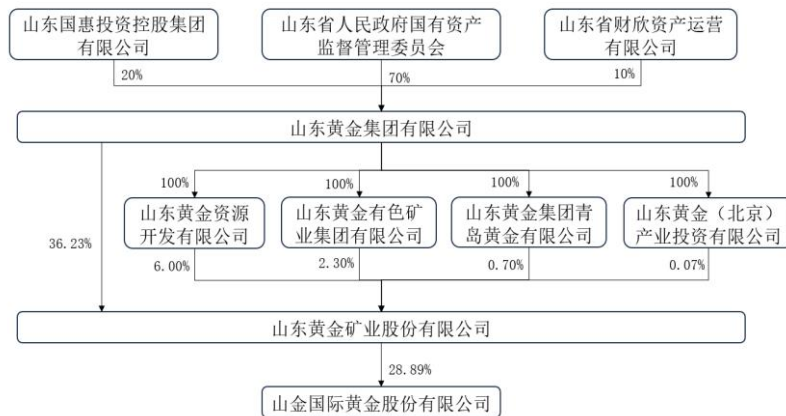 山东国惠投资控股集团
有限公司
山东省人民政府国有资产
监督管理委员会
山东省财欣资产运营
有限公司
20%
70%
10%
山东黄金集团有限公司
100%
100%
100%
100%
山东黄金资源
开发有限公司
山东黄金有色矿
业集团有限公司
山东黄金集团青
岛黄金有限公司
山东黄金（北京）
产业投资有限公司
36.23%
6.00%
2.30%
0.70%
0.07%
山东黄金矿业股份有限公司
28.89%
山金国际黄金股份有限公司